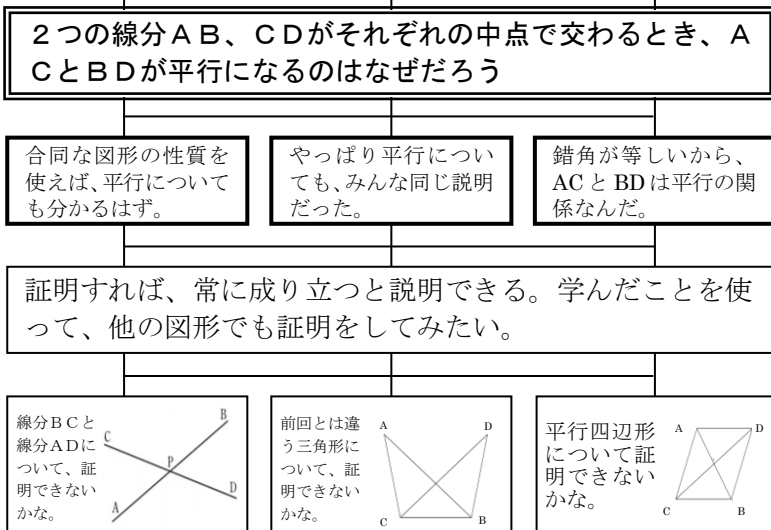 ２つの線分ＡＢ、ＣＤがそれぞれの中点で交わるとき、Ａ
ＣとＢＤが平行になるのはなぜだろう
合同な図形の性質を
使えば、平行について
も分かるはず。
やっぱり平行につい
ても、みんな同じ説明
だった。
錯角が等しいから、
ACと BDは平行の関
係なんだ。
証明すれば、常に成り立つと説明できる。学んだことを使
って、他の図形でも証明をしてみたい。
線分ＢＣと
線分ＡＤに
ついて、証
明できない
かな。
B
C
P
D
A
前回とは違
う三角形に
ついて、証
明できない
かな。
A
D
C
B
平行四辺形
について証
明できない
かな。
A
D
C
B